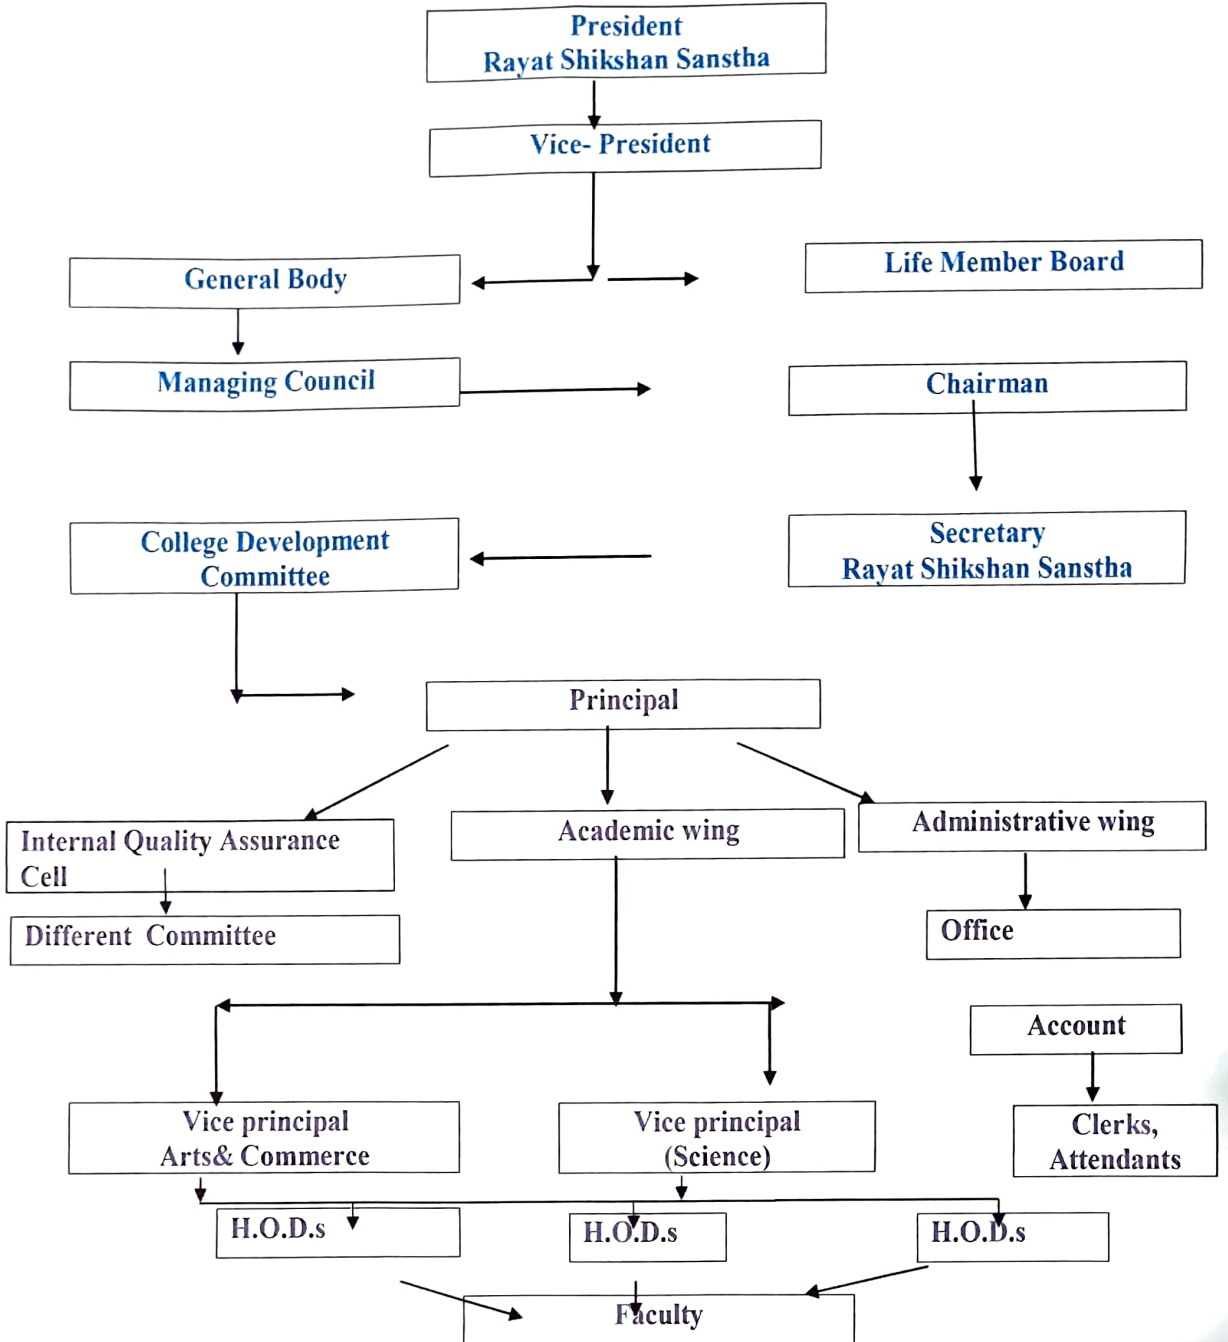 President
Rayat Shikshan Sanstha
Vice- President
General Body
Life Member Board
Managing Council
Chairman
College Development
Committee
Secretary
Rayat Shikshan Sanstha
Principal
Internal Quality Assurance
Cell
Academic wing
Administrative wing
Different Committee
Office
Account
Vice principal
Arts& Commerce
Vice principal
(Science)
Clerks,
Attendants
H.O.D.s
H.O.D.s
H.O.D.s
Faculty